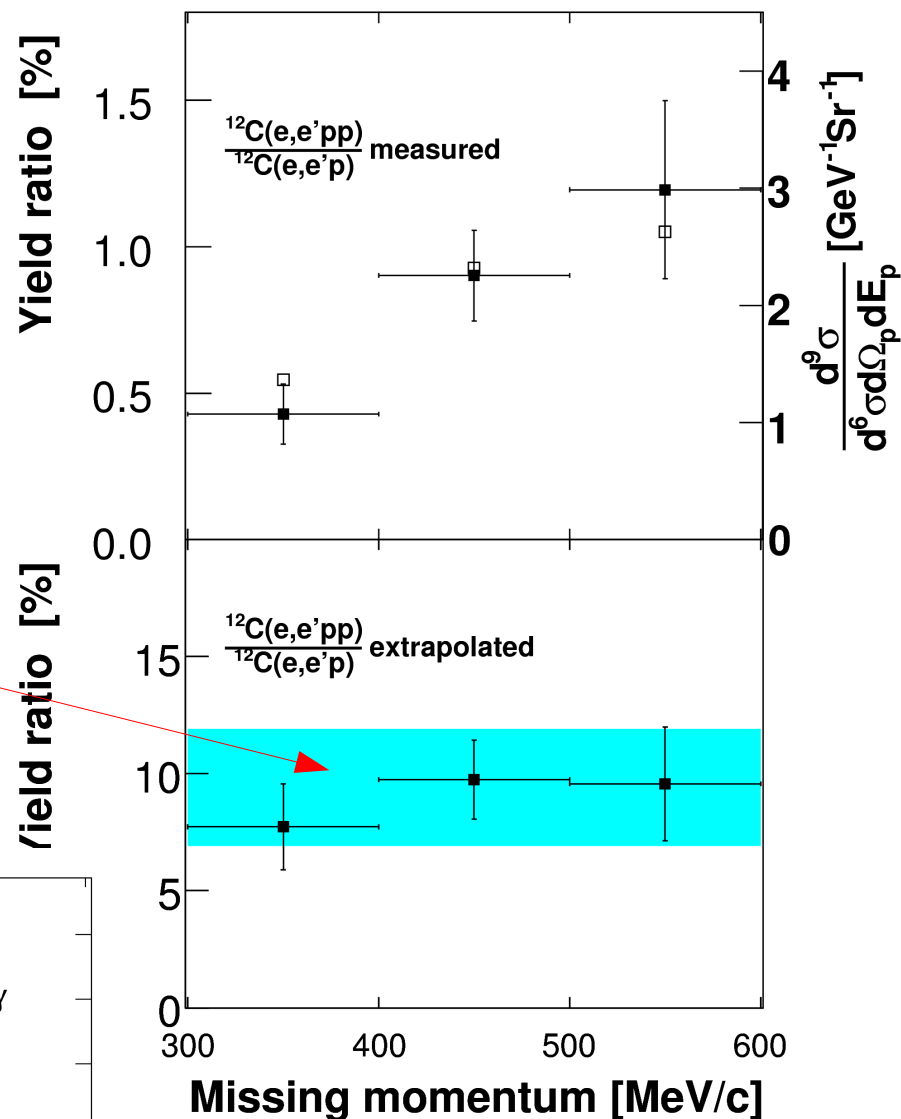 Yield ratio [%]
1.5
1.0
0.5
0.0
12C(e,e'pp)
12C(e,e'p)
measured
4
3
2
1
0
d9σ
d6σdΩpdEp
[GeV-1Sr-1]
Yield ratio [%]
15
10
5
0
12C(e,e'pp)
12C(e,e'p)
extrapolated
γ
300 400 500 600
Missing momentum [MeV/c]